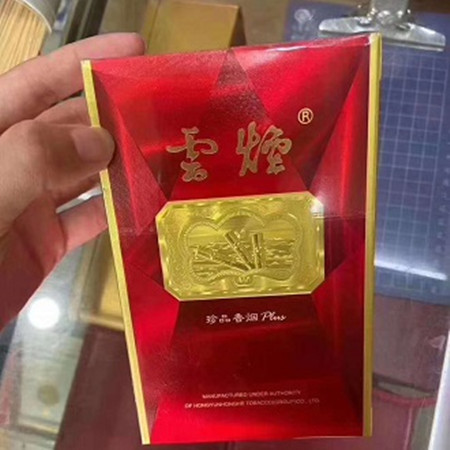 雲煙®
珍品香烟 Plus
MANUFACTURED UNDER AUTHORITY
OF HONGYUNHONGHE TOBACCO(GROUP)CO., LTD.